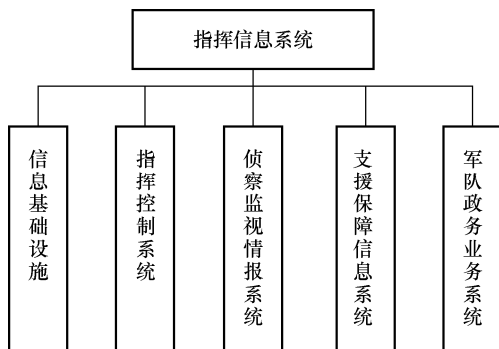 指挥信息系统
信息基础设施
指挥控制系统
侦察监视情报系统
支援保障信息系统
军队政务业务系统